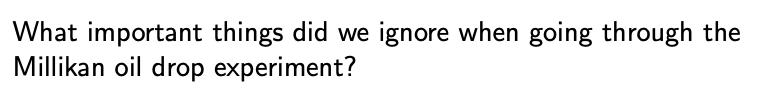 What important things did we ignore when going through the
Millikan oil drop experiment?